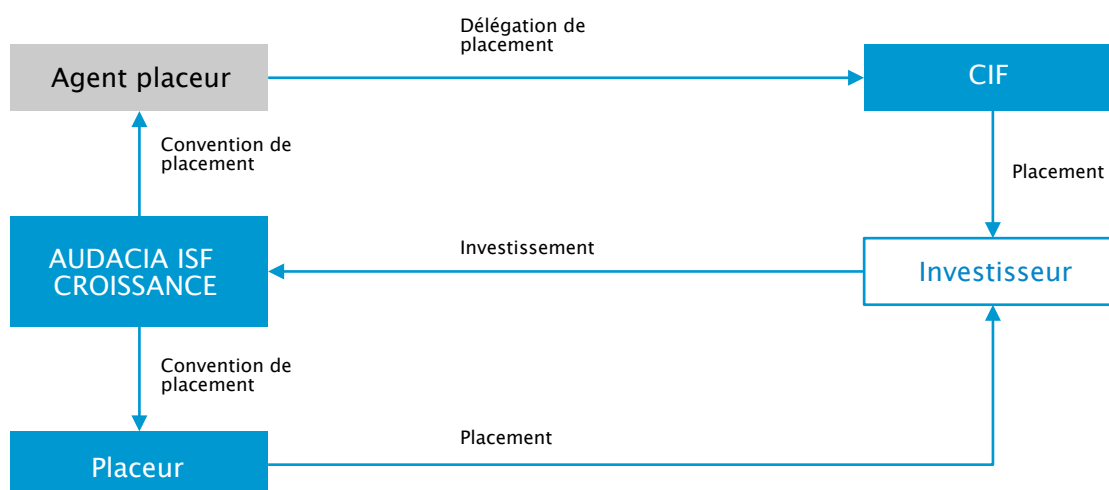 Délégation de
placement
Agent placeur
CIF
Convention de
placement
Placement
AUDACIA ISF
CROISSANCE
Investissement
Investisseur
Convention de
placement
Placement
Placeur